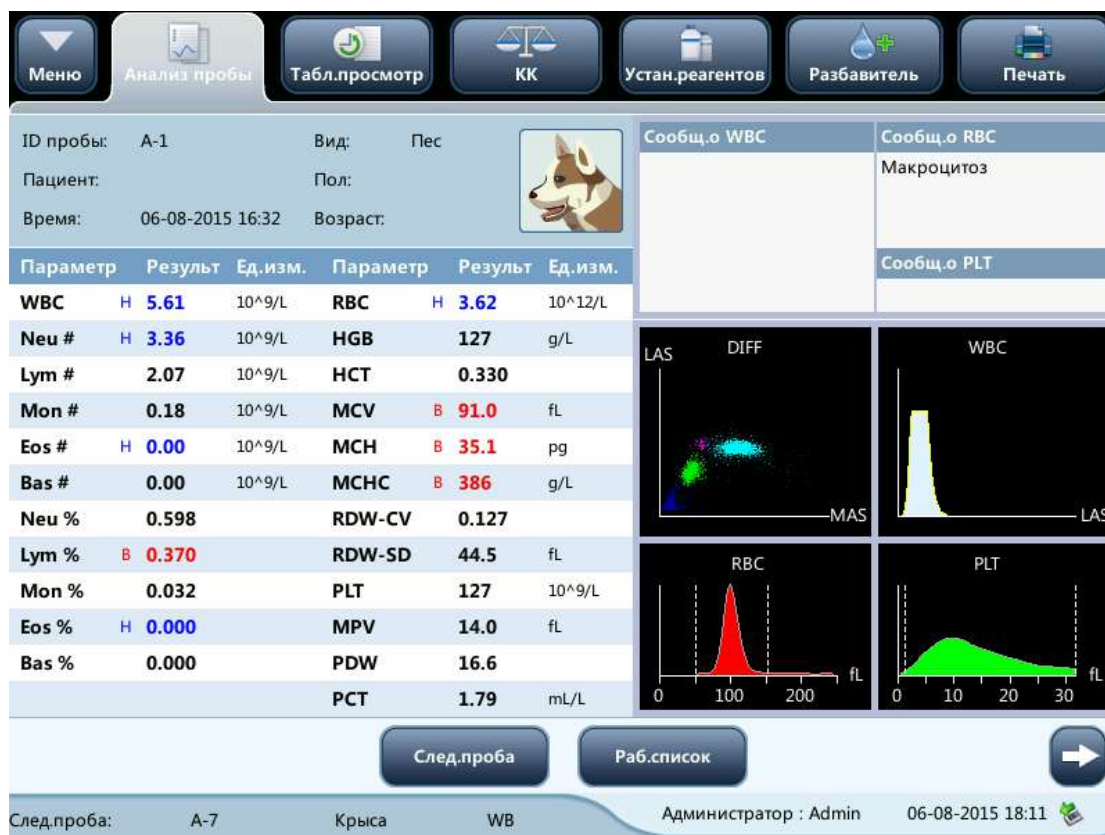 Меню
Анализ пробы
Табл.просмотр
КК
Устан.реагентов
Разбавитель
Печать
ID пробы: A-1 Вид: Пес
Пациент: Пол:
Время: 06-08-2015 16:32 Возраст:
Сообщ.о WBC
Сообщ.о RBC
Макроцитоз
Сообщ.о PLT
Параметр Результ Ед.изм. Параметр Результ Ед.изм.
WBC Н 5.61 10^9/L RBC Н 3.62 10^12/L
Neu # Н 3.36 10^9/L HGB 127 g/L
Lym # 2.07 10^9/L HCT 0.330
Mon # 0.18 10^9/L MCV В 91.0 fL
Eos # Н 0.00 10^9/L MCH В 35.1 pg
Bas # 0.00 10^9/L MCHC В 386 g/L
Neu % 0.598 RDW-CV 0.127
Lym % В 0.370 RDW-SD 44.5 fL
Mon % 0.032 PLT 127 10^9/L
Eos % Н 0.000 MPV 14.0 fL
Bas % 0.000 PDW 16.6
PCT 1.79 mL/L
LAS DIFF
MAS
WBC
LAS
RBC
fL
0 100 200
PLT
fL
0 10 20 30
След.проба
Раб.список
След.проба: A-7 Крыса WB
Администратор : Admin 06-08-2015 18:11